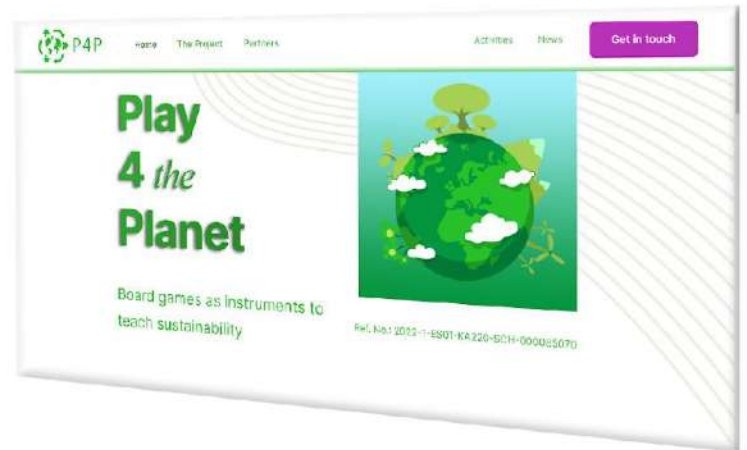 P4P
Home The Project Partners
Activities News
Get in touch
Play
4 the
Planet
Board games as instruments to
teach sustainability
Ref. No.: 2022-1-ES01-KA220-SCH-000085070